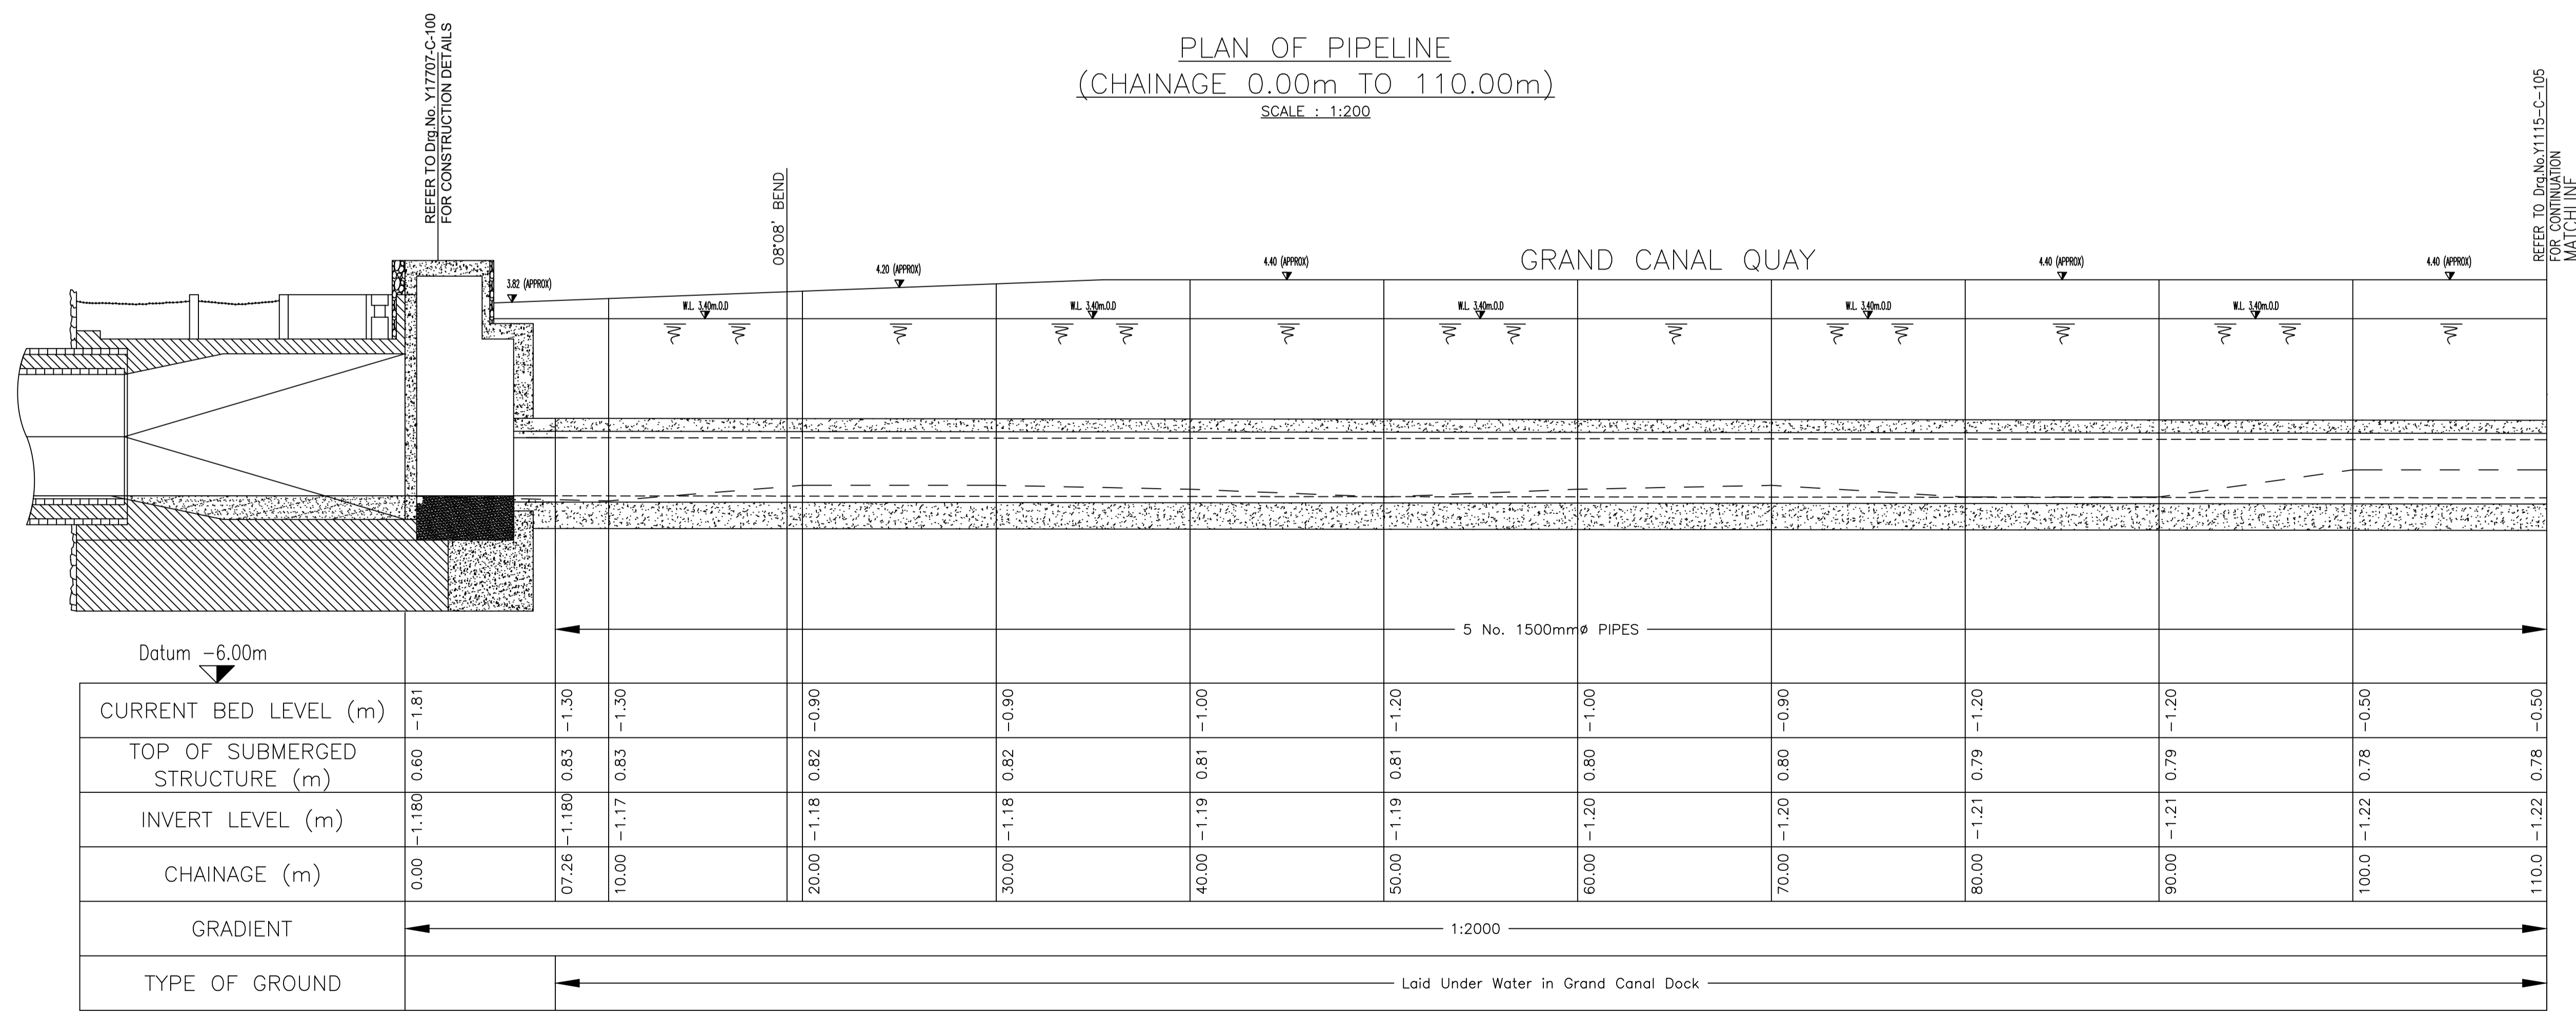 PLAN OF PIPELINE
(CHAINAGE 0.00m TO 110.00m)
SCALE : 1:200
REFER TO Drg.No. Y17707-C-100
FOR CONSTRUCTION DETAILS
08°08' BEND
REFER TO Drg.No.Y1115-C-105
FOR CONTINUATION
MATCHLINE
GRAND CANAL QUAY
3.82 (APPROX)
4.20 (APPROX)
4.40 (APPROX)
4.40 (APPROX)
4.40 (APPROX)
W.L. 3.40m.O.D
W.L. 3.40m.O.D
W.L. 3.40m.O.D
W.L. 3.40m.O.D
W.L. 3.40m.O.D
5 No. 1500mmø PIPES
Datum -6.00m
CURRENT BED LEVEL (m) -1.81 -1.30 -1.30 -0.90 -0.90 -1.00 -1.20 -1.00 -0.90 -1.20 -1.20 -0.50 -0.50
TOP OF SUBMERGED
STRUCTURE (m) 0.60 0.83 0.83 0.82 0.82 0.81 0.81 0.80 0.80 0.79 0.79 0.78 0.78
INVERT LEVEL (m) -1.180 -1.180 -1.17 -1.18 -1.18 -1.19 -1.19 -1.20 -1.20 -1.21 -1.21 -1.22 -1.22
CHAINAGE (m) 0.00 07.26 10.00 20.00 30.00 40.00 50.00 60.00 70.00 80.00 90.00 100.0 110.0
GRADIENT 1:2000
TYPE OF GROUND Laid Under Water in Grand Canal Dock